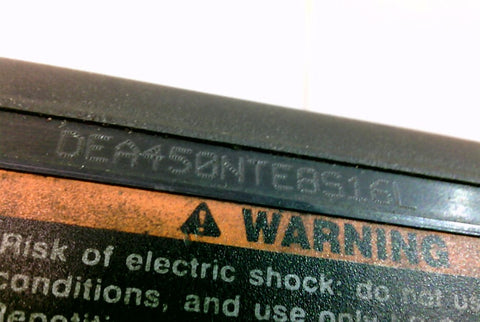 DEA450NTE8S16L
WARNING
Risk of electric shock: do not
conditions, and use only